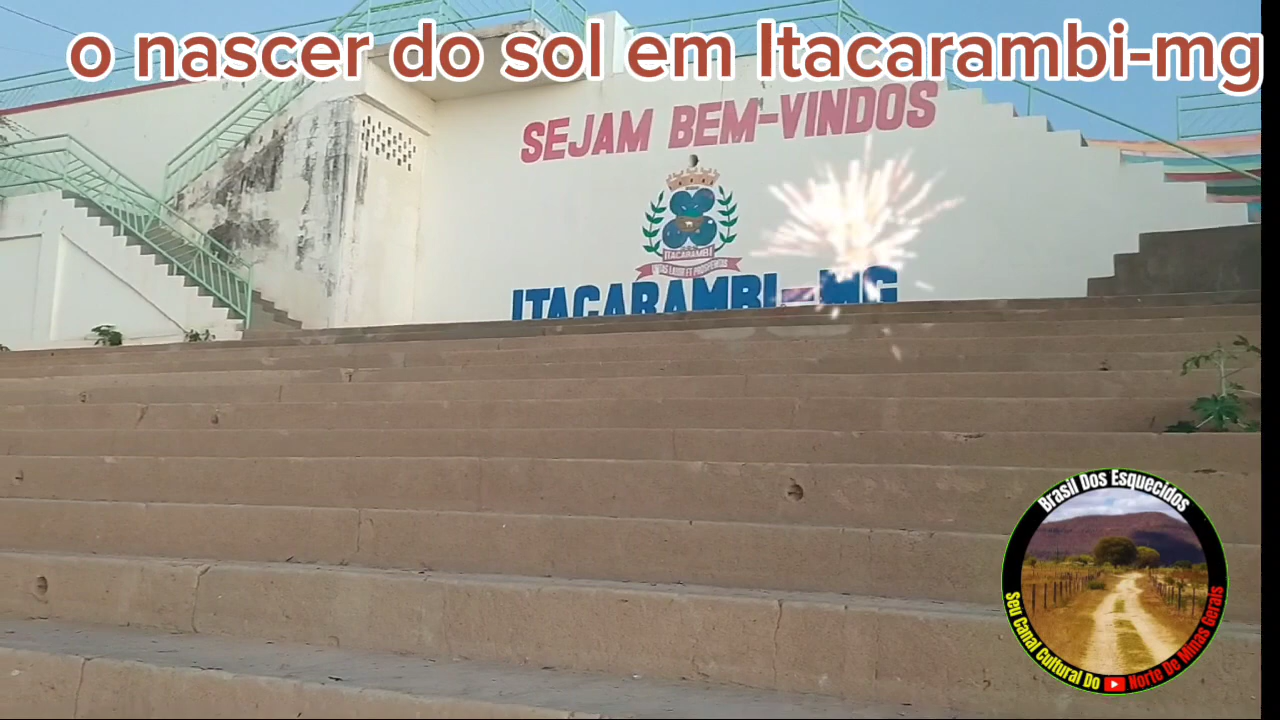 o nascer do sol em Itacarambi-mg
SEJAM BEM-VINDOS
ITACARAMBI
ITACARAMBI-MG
Brasil Dos Esquecidos
Seu Canal Cultural Do Norte De Minas Gerais